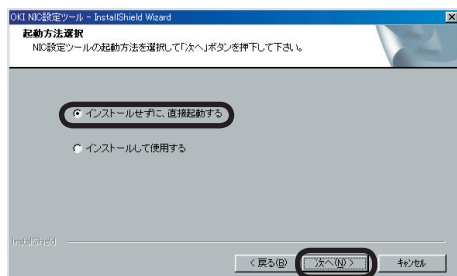 OKI NIC設定ツール - InstallShield Wizard
起動方法選択
NIC設定ツールの起動方法を選択して「次へ」ボタンを押下して下さい。
インストールせずに、直接起動する
インストールして使用する
InstallShield
< 戻る(B)  次へ(N) >  キャンセル